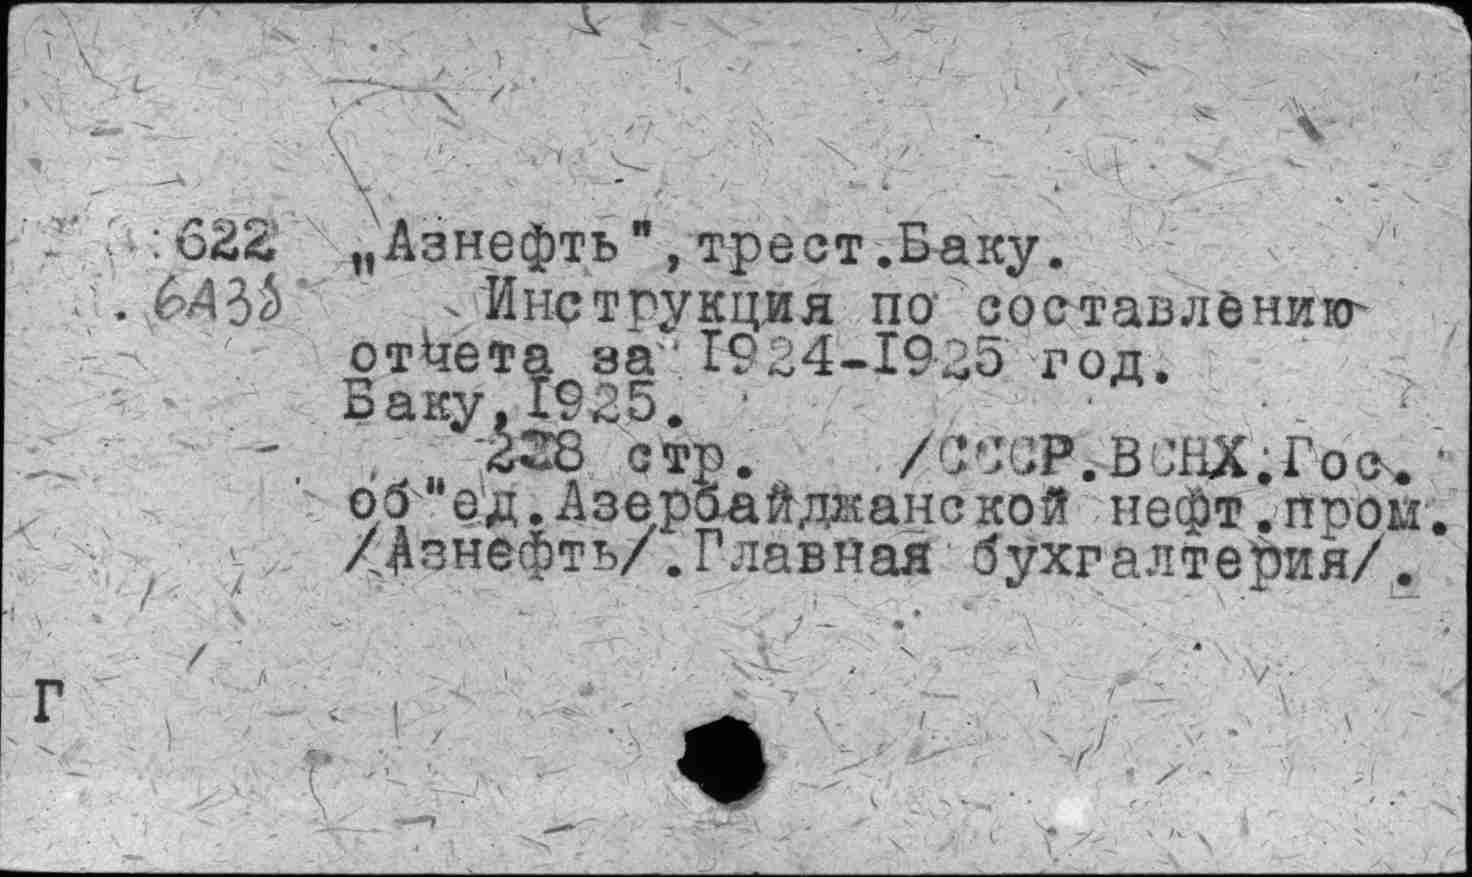 622 „Азнефть",трест.Баку.
6А38 Инструкция по составлению
отчета за 1924-1925 год.
Баку,1925.
228 стр. /СССР.ВСНХ.Гос.
об"ед.Азербайджанской нефт.пром.
/Азнефть/.Главная бухгалтерия/.
Г